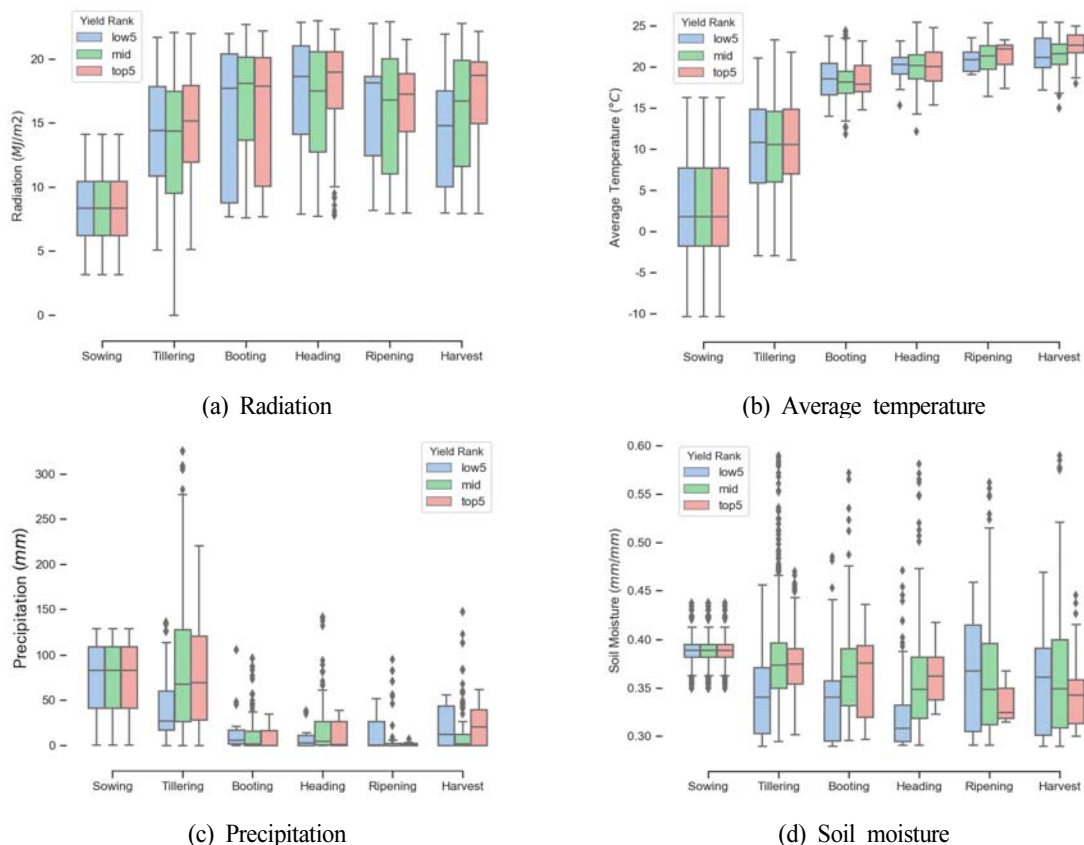 Yield Rank
low5
mid
top5
Radiation (MJ/m2)
20
15
10
5
0
Sowing Tillering Booting Heading Ripening Harvest
(a) Radiation
Yield Rank
low5
mid
top5
Average Temperature (°C)
25
20
15
10
5
0
-5
-10
Sowing Tillering Booting Heading Ripening Harvest
(b) Average temperature
Yield Rank
low5
mid
top5
Precipitation (mm)
300
250
200
150
100
50
0
Sowing Tillering Booting Heading Ripening Harvest
(c) Precipitation
Yield Rank
low5
mid
top5
Soil Moisture (mm/mm)
0.60
0.55
0.50
0.45
0.40
0.35
0.30
Sowing Tillering Booting Heading Ripening Harvest
(d) Soil moisture